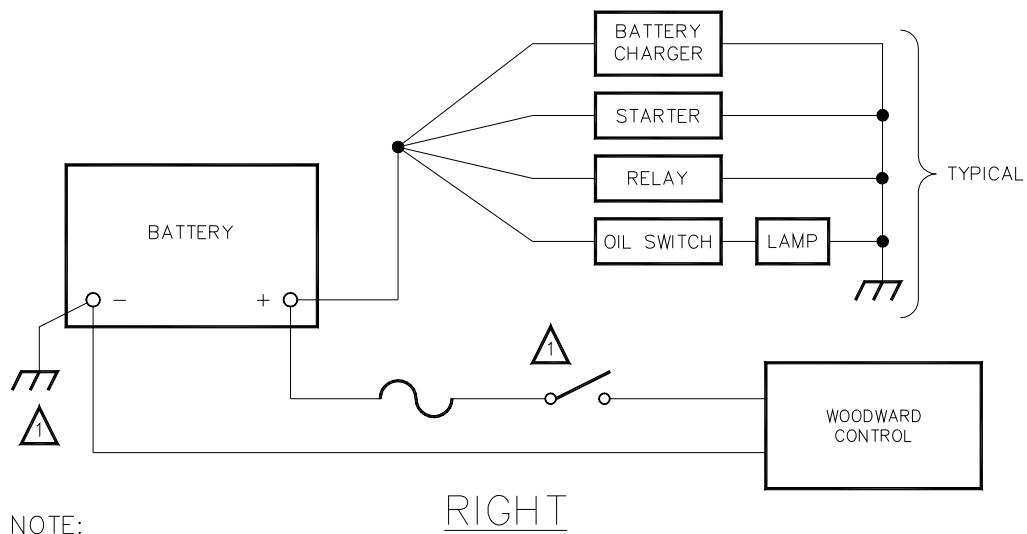 BATTERY
CHARGER
STARTER
TYPICAL
RELAY
BATTERY
OIL SWITCH
LAMP
- +
1
1
WOODWARD
CONTROL
RIGHT
NOTE: